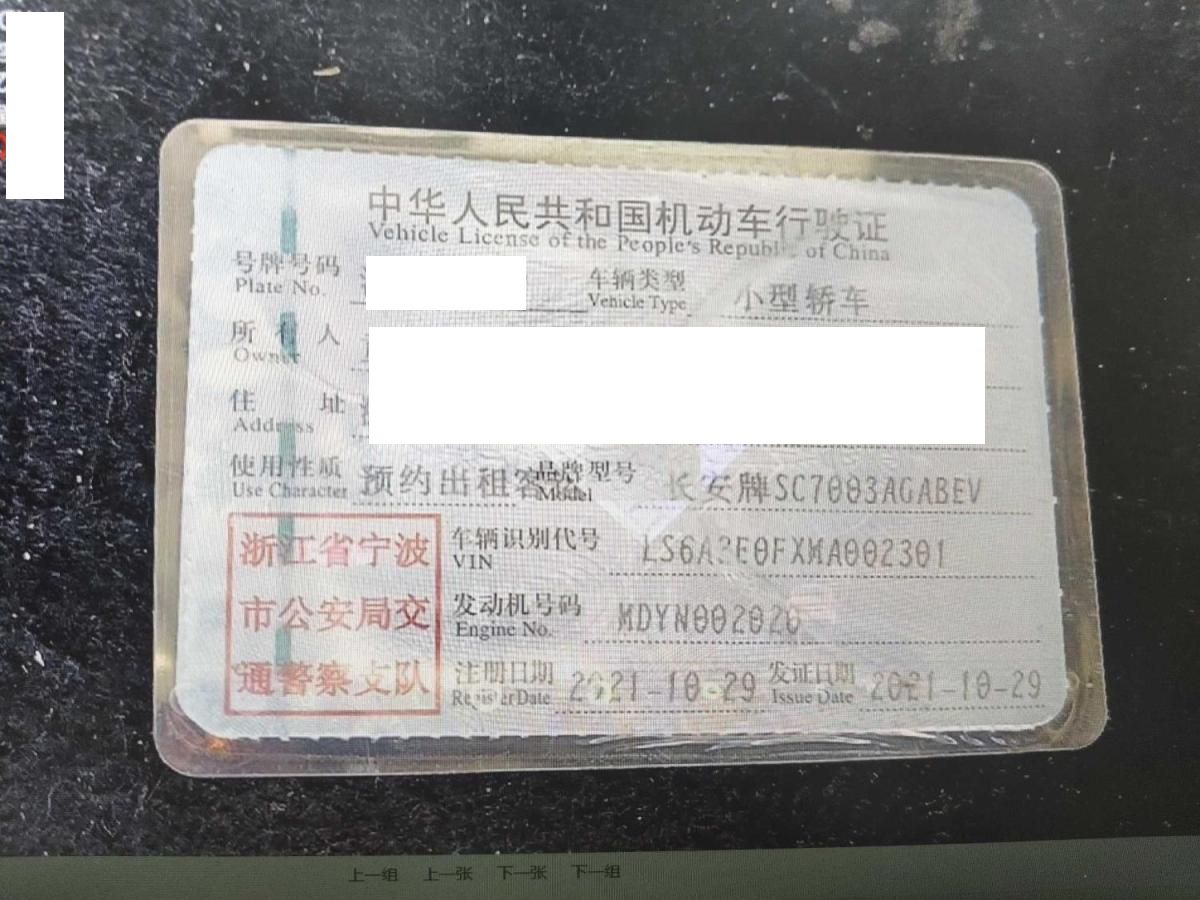 中华人民共和国机动车行驶证
Vehicle License of the People's Republic of China
号牌号码
Plate No.
车辆类型 小型轿车
Vehicle Type
所有人
Owner
住址
Address
使用性质 预约出租客
Use Character
品牌型号 长安牌SC7003AGABEV
Model
浙江省宁波
市公安局交
通警察支队
车辆识别代号
VIN
发动机号码 MDYN002020
Engine No.
注册日期 2021-10-29
Register Date
发证日期 2021-10-29
Issue Date
上一组 上一张 下一张 下一组